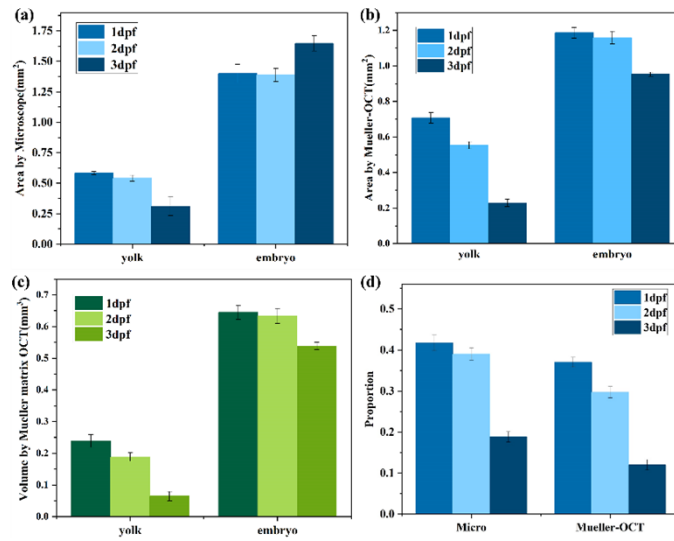 (a)
1dpf
2dpf
3dpf
Area by Microscope(mm²)
1.75
1.50
1.25
1.00
0.75
0.50
0.25
0.00
yolk embryo
(b)
1dpf
2dpf
3dpf
Area by Mueller-OCT(mm²)
1.2
1.0
0.8
0.6
0.4
0.2
0.0
yolk embryo
(c)
1dpf
2dpf
3dpf
Volume by Mueller matrix OCT(mm³)
0.7
0.6
0.5
0.4
0.3
0.2
0.1
0.0
yolk embryo
(d)
1dpf
2dpf
3dpf
Proportion
0.5
0.4
0.3
0.2
0.1
0.0
Micro Mueller-OCT